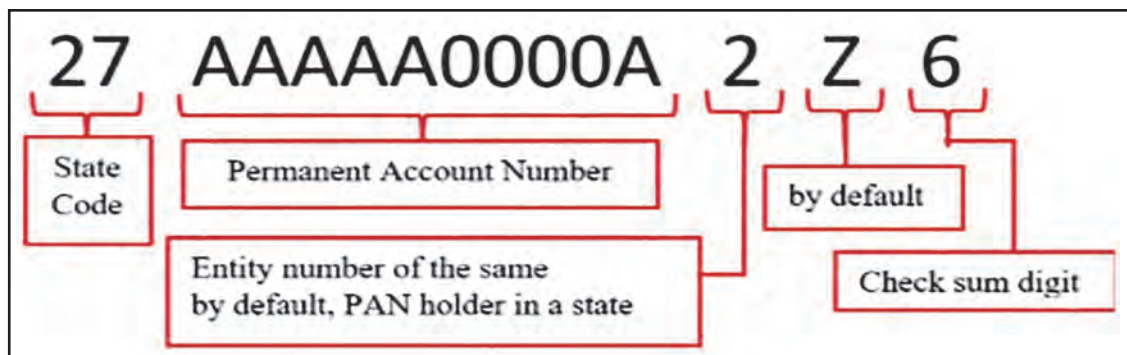 27 AAAAA0000A 2 Z 6
State
Code
Permanent Account Number
by default
Entity number of the same
by default, PAN holder in a state
Check sum digit